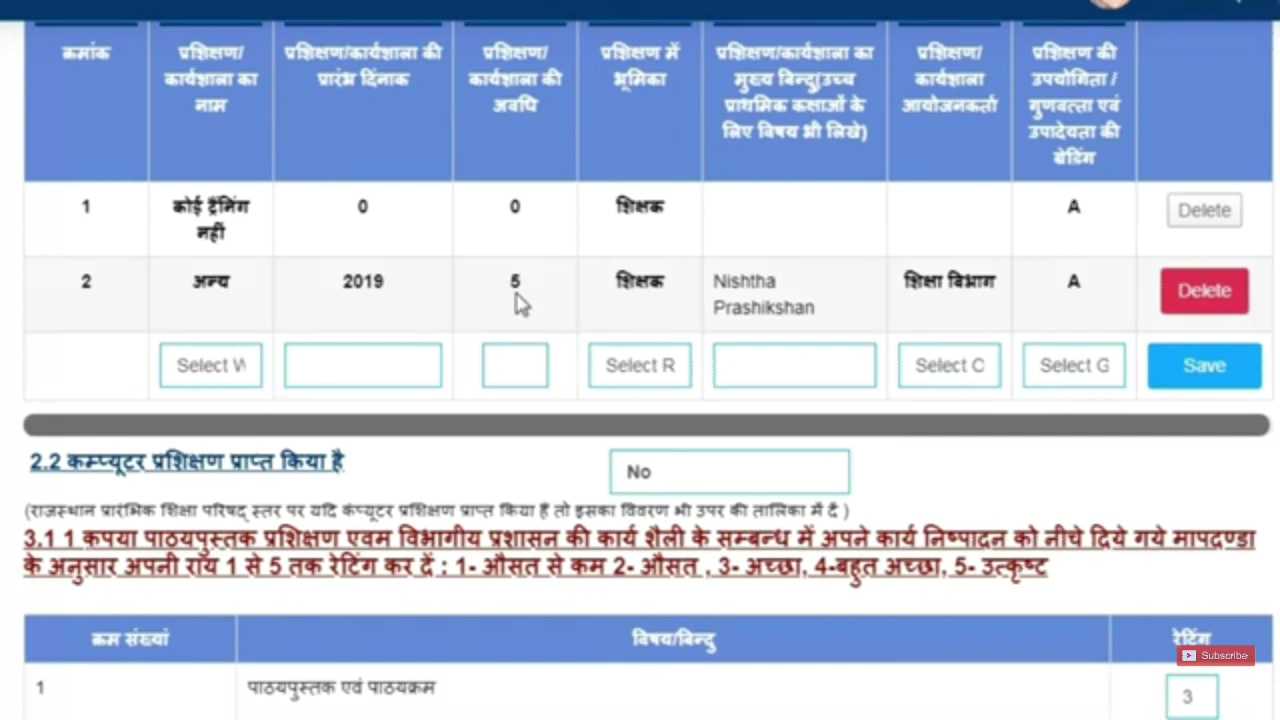 क्रमांक
प्रशिक्षण/ कार्यशाला का नाम
प्रशिक्षण/कार्यशाला की प्रारंभ दिंनाक
प्रशिक्षण/ कार्यशाला की अवधि
प्रशिक्षण में भूमिका
प्रशिक्षण/कार्यशाला का मुख्य बिन्दु(उच्च प्राथमिक कक्षाओं के लिए विषय भी लिखे)
प्रशिक्षण/ कार्यशाला आयोजनकर्ता
प्रशिक्षण की उपयोगिता / गुणवत्ता एवं उपादेयता की ग्रेडिंग
1 कोई ट्रैनिंग नहीं 0 0 शिक्षक A Delete
2 अन्य 2019 5 शिक्षक Nishtha Prashikshan शिक्षा विभाग A Delete
Select W Select R Select O Select G Save
2.2 कम्प्यूटर प्रशिक्षण प्राप्त किया है No
(राजस्थान प्रारंभिक शिक्षा परिषद् स्तर पर यदि कंप्यूटर प्रशिक्षण प्राप्त किया हैं तो इसका विवरण भी उपर की तालिका में दें )
3.1 1 कपया पाठयपुस्तक प्रशिक्षण एवम विभागीय प्रशासन की कार्य शैली के सम्बन्ध में अपने कार्य निष्पादन को नीचे दिये गये मापदण्डा
के अनुसार अपनी राय 1 से 5 तक रेटिंग कर दें : 1- औसत से कम 2- औसत , 3- अच्छा, 4-बहुत अच्छा, 5- उत्कृष्ट
क्रम संख्यां विषय/बिन्दु रेटिंग
Subscribe
1 पाठयपुस्तक एवं पाठयक्रम 3